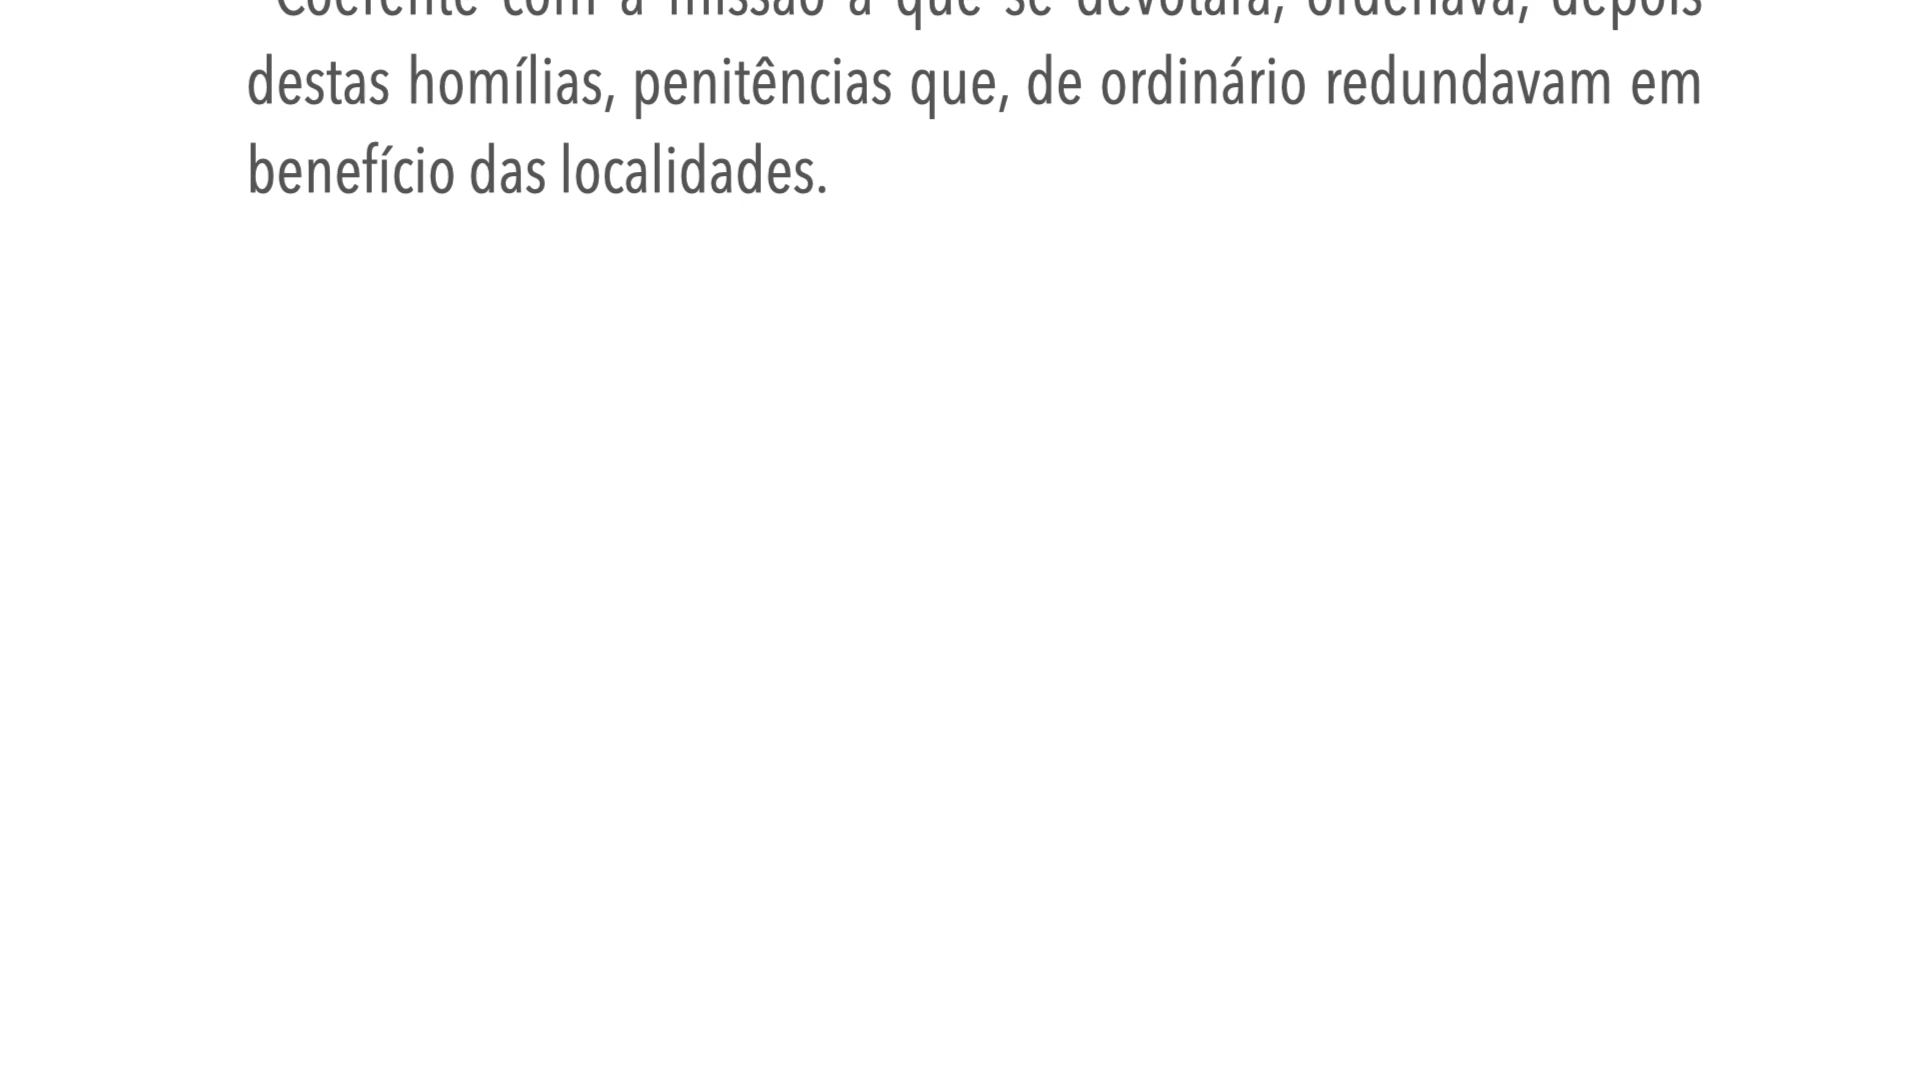 Coerente com a missão a que se devotara, ordenava, depois
destas homílias, penitências que, de ordinário redundavam em
benefício das localidades.